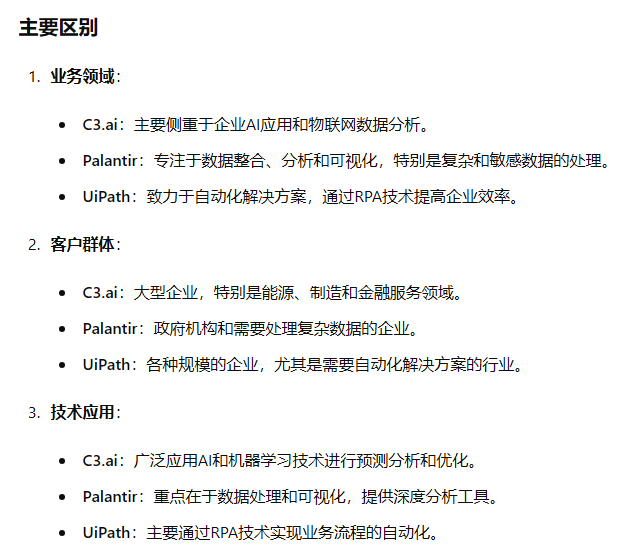 主要区别
1. 业务领域：
• C3.ai：主要侧重于企业AI应用和物联网数据分析。
• Palantir：专注于数据整合、分析和可视化，特别是复杂和敏感数据的处理。
• UiPath：致力于自动化解决方案，通过RPA技术提高企业效率。
2. 客户群体：
• C3.ai：大型企业，特别是能源、制造和金融服务领域。
• Palantir：政府机构和需要处理复杂数据的企业。
• UiPath：各种规模的企业，尤其是需要自动化解决方案的行业。
3. 技术应用：
• C3.ai：广泛应用AI和机器学习技术进行预测分析和优化。
• Palantir：重点在于数据处理和可视化，提供深度分析工具。
• UiPath：主要通过RPA技术实现业务流程的自动化。